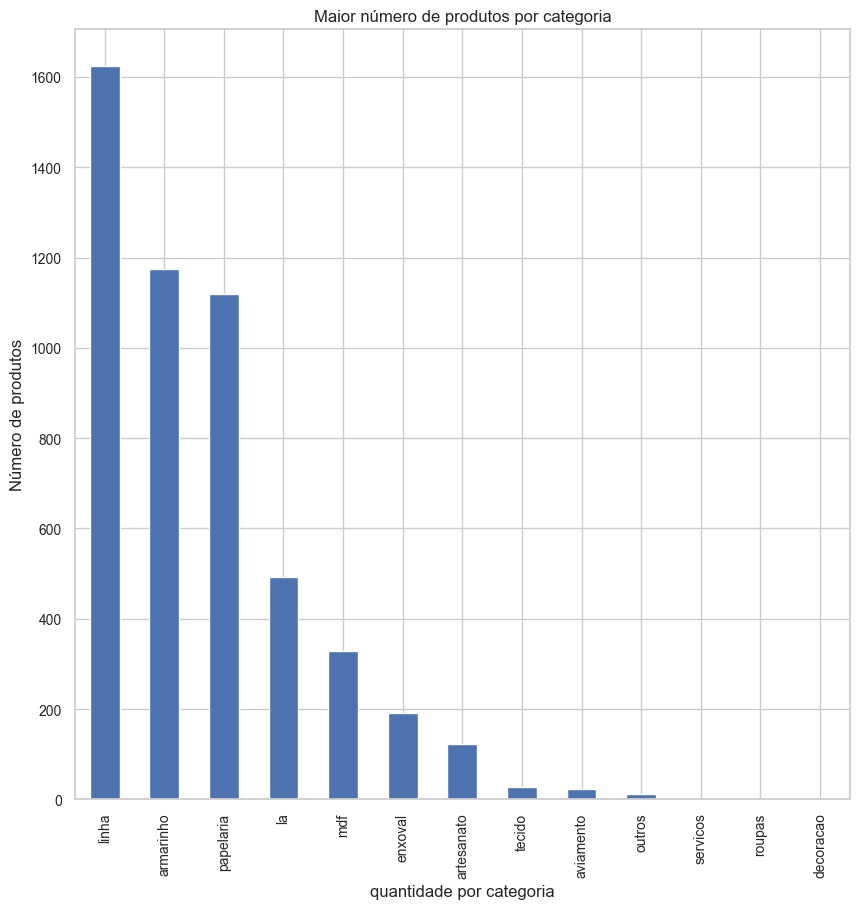 Maior número de produtos por categoria
Número de produtos
1600
1400
1200
1000
800
600
400
200
0
linha
armarinho
papelaria
la
mdf
enxoval
artesanato
tecido
aviamento
outros
servicos
roupas
decoracao
quantidade por categoria